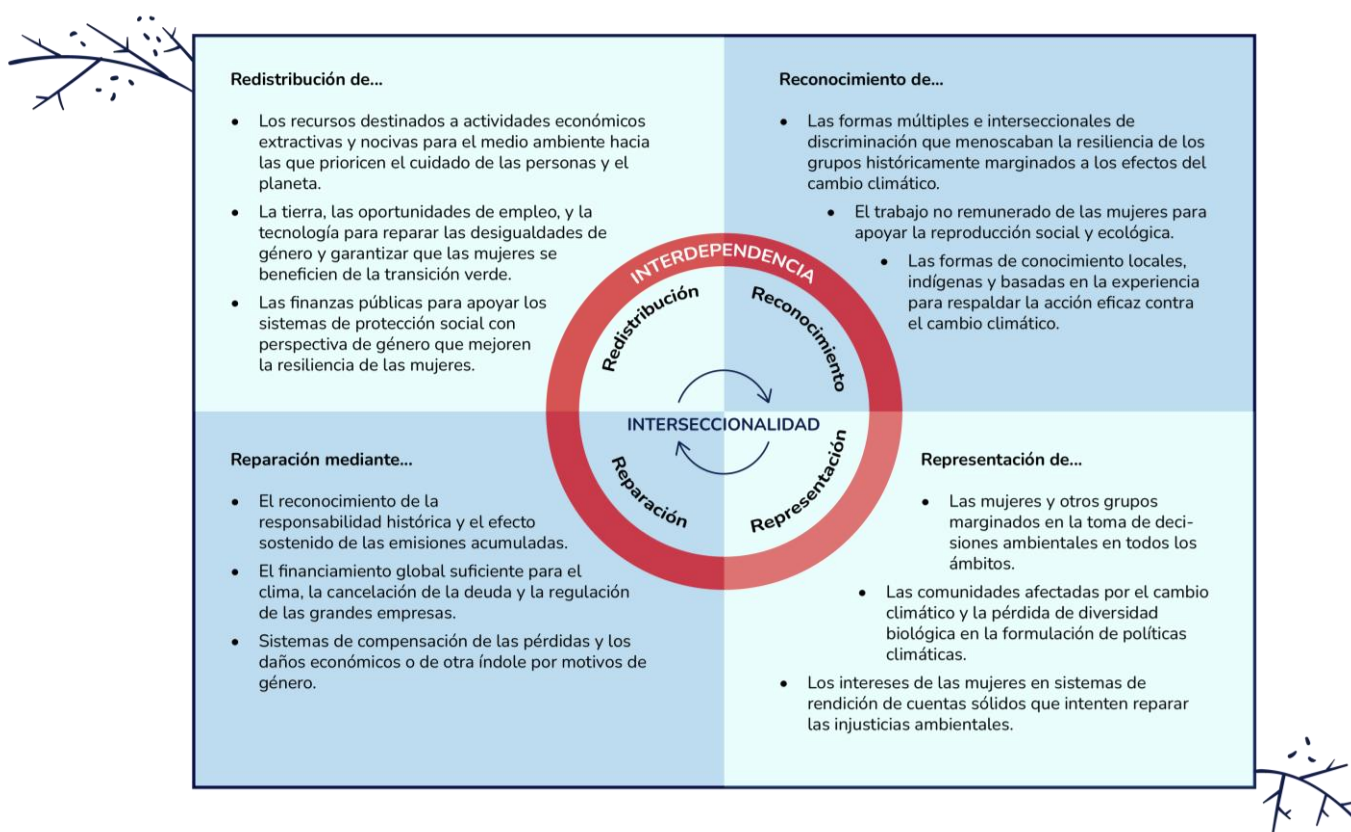 Redistribución de...
• Los recursos destinados a actividades económicos
extractivas y nocivas para el medio ambiente hacia
las que prioricen el cuidado de las personas y el
planeta.
• La tierra, las oportunidades de empleo, y la
tecnología para reparar las desigualdades de
género y garantizar que las mujeres se
beneficien de la transición verde.
• Las finanzas públicas para apoyar los
sistemas de protección social con
perspectiva de género que mejoren
la resiliencia de las mujeres.
Reconocimiento de...
• Las formas múltiples e interseccionales de
discriminación que menoscaban la resiliencia de los
grupos históricamente marginados a los efectos del
cambio climático.
• El trabajo no remunerado de las mujeres para
apoyar la reproducción social y ecológica.
• Las formas de conocimiento locales,
indígenas y basadas en la experiencia
para respaldar la acción eficaz contra
el cambio climático.
INTERDEPENDENCIA
Redistribución
Reconocimiento
INTERSECCIONALIDAD
Reparación
Representación
Reparación mediante...
• El reconocimiento de la
responsabilidad histórica y el efecto
sostenido de las emisiones acumuladas.
• El financiamiento global suficiente para el
clima, la cancelación de la deuda y la regulación
de las grandes empresas.
• Sistemas de compensación de las pérdidas y los
daños económicos o de otra índole por motivos de
género.
Representación de...
• Las mujeres y otros grupos
marginados en la toma de deci-
siones ambientales en todos los
ámbitos.
• Las comunidades afectadas por el cambio
climático y la pérdida de diversidad
biológica en la formulación de políticas
climáticas.
• Los intereses de las mujeres en sistemas de
rendición de cuentas sólidos que intenten reparar
las injusticias ambientales.